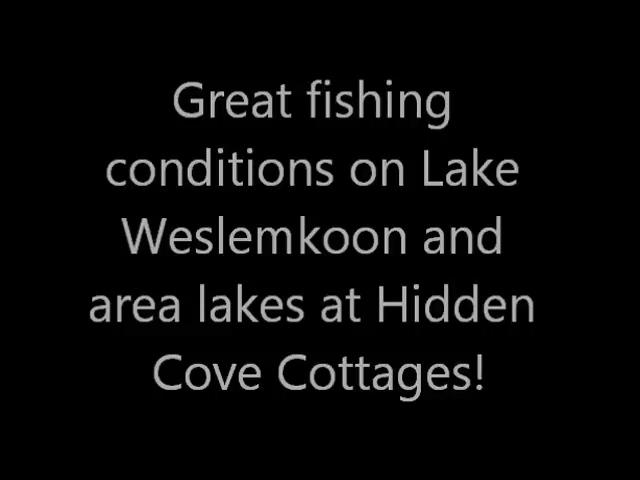 Great fishing
conditions on Lake
Weslemkoon and
area lakes at Hidden
Cove Cottages!